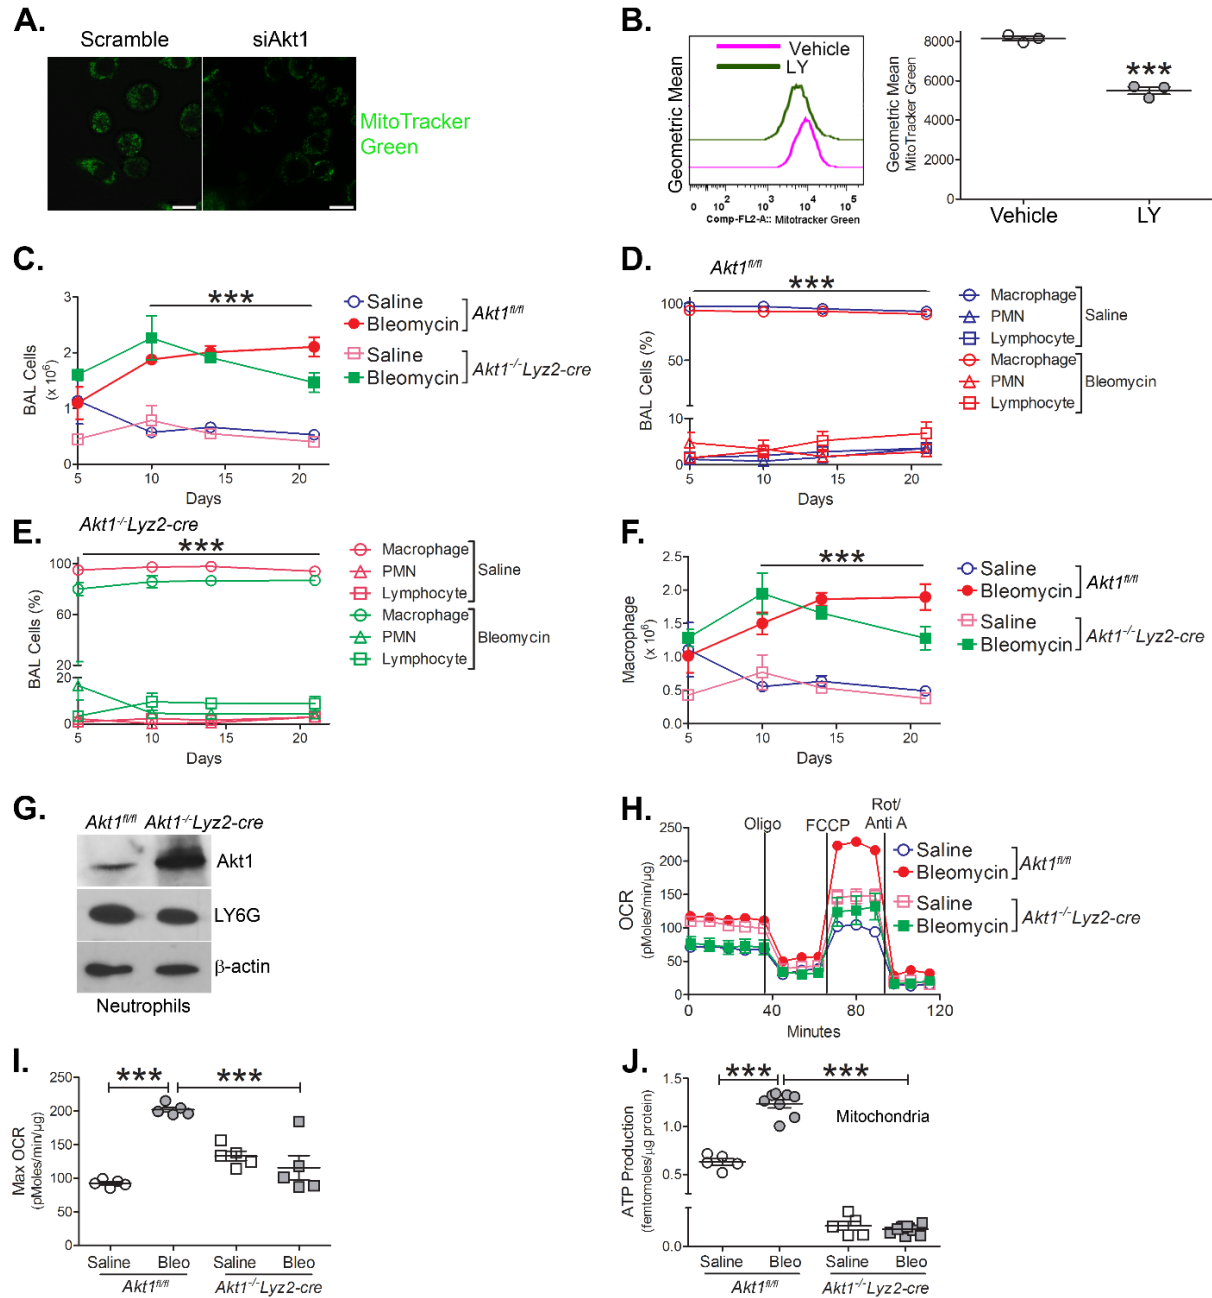 A.
Scramble
siAkt1
MitoTracker
Green
B.
Geometric Mean
Vehicle
LY
0 10² 10³ 10⁴ 10⁵
Comp-FL2-A:: Mitotracker Green
Geometric Mean
MitoTracker Green
8000
6000
4000
2000
0
***
Vehicle
LY
C.
BAL Cells
(x 10⁶)
3
2
1
0
***
5 10 15 20
Days
Saline
Bleomycin
Akt1fl/fl
Saline
Bleomycin
Akt1-/-Lyz2-cre
D.
Akt1fl/fl
***
BAL Cells (%)
100
50
10
0
5 10 15 20
Days
Macrophage
PMN
Lymphocyte
Saline
Macrophage
PMN
Lymphocyte
Bleomycin
E.
Akt1-/-Lyz2-cre
***
BAL Cells (%)
100
60
20
20
0
5 10 15 20
Days
Macrophage
PMN
Lymphocyte
Saline
Macrophage
PMN
Lymphocyte
Bleomycin
F.
Macrophage
(x 10⁶)
2.5
2.0
1.5
1.0
0.5
0.0
***
5 10 15 20
Days
Saline
Bleomycin
Akt1fl/fl
Saline
Bleomycin
Akt1-/-Lyz2-cre
G.
Akt1fl/fl Akt1-/-Lyz2-cre
Akt1
LY6G
β-actin
Neutrophils
H.
OCR
(pMoles/min/µg)
250
200
150
100
50
0
Oligo
FCCP
Rot/
Anti A
0 40 80 120
Minutes
Saline
Bleomycin
Akt1fl/fl
Saline
Bleomycin
Akt1-/-Lyz2-cre
I.
Max OCR
(pMoles/min/µg)
250
200
150
100
50
0
*** ***
Saline Bleo Saline Bleo
Akt1fl/fl Akt1-/-Lyz2-cre
J.
ATP Production
(femtomoles/µg protein)
1.5
1.0
0.5
0.0
*** ***
Mitochondria
Saline Bleo Saline Bleo
Akt1fl/fl Akt1-/-Lyz2-cre